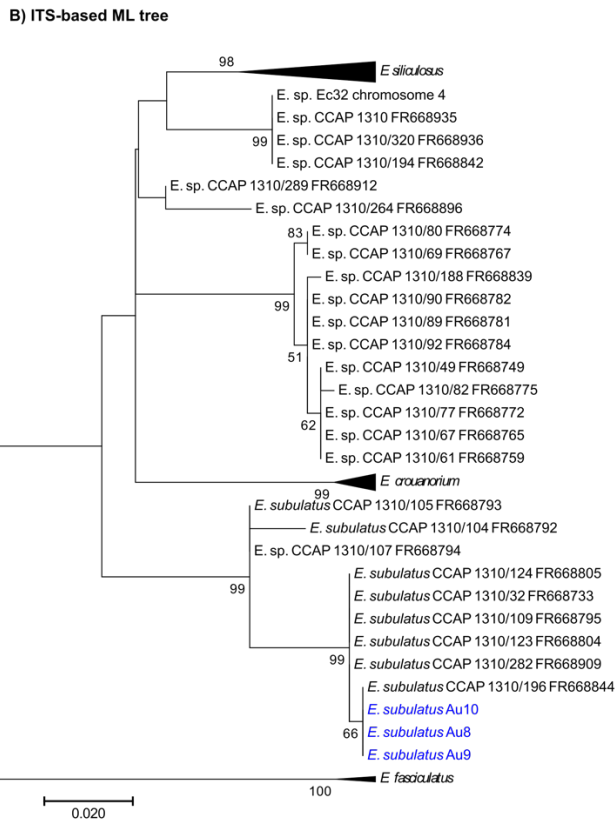 B) ITS-based ML tree
98
E siliculosus
E. sp. Ec32 chromosome 4
E. sp. CCAP 1310 FR668935
99
E. sp. CCAP 1310/320 FR668936
E. sp. CCAP 1310/194 FR668842
E. sp. CCAP 1310/289 FR668912
E. sp. CCAP 1310/264 FR668896
83
E. sp. CCAP 1310/80 FR668774
E. sp. CCAP 1310/69 FR668767
E. sp. CCAP 1310/188 FR668839
E. sp. CCAP 1310/90 FR668782
99
E. sp. CCAP 1310/89 FR668781
E. sp. CCAP 1310/92 FR668784
51
E. sp. CCAP 1310/49 FR668749
E. sp. CCAP 1310/82 FR668775
E. sp. CCAP 1310/77 FR668772
62
E. sp. CCAP 1310/67 FR668765
E. sp. CCAP 1310/61 FR668759
E crouanorium
99
E. subulatus CCAP 1310/105 FR668793
E. subulatus CCAP 1310/104 FR668792
E. sp. CCAP 1310/107 FR668794
99
E. subulatus CCAP 1310/124 FR668805
E. subulatus CCAP 1310/32 FR668733
E. subulatus CCAP 1310/109 FR668795
E. subulatus CCAP 1310/123 FR668804
99
E. subulatus CCAP 1310/282 FR668909
E. subulatus CCAP 1310/196 FR668844
E. subulatus Au10
66
E. subulatus Au8
E. subulatus Au9
E fasciculatus
100
0.020